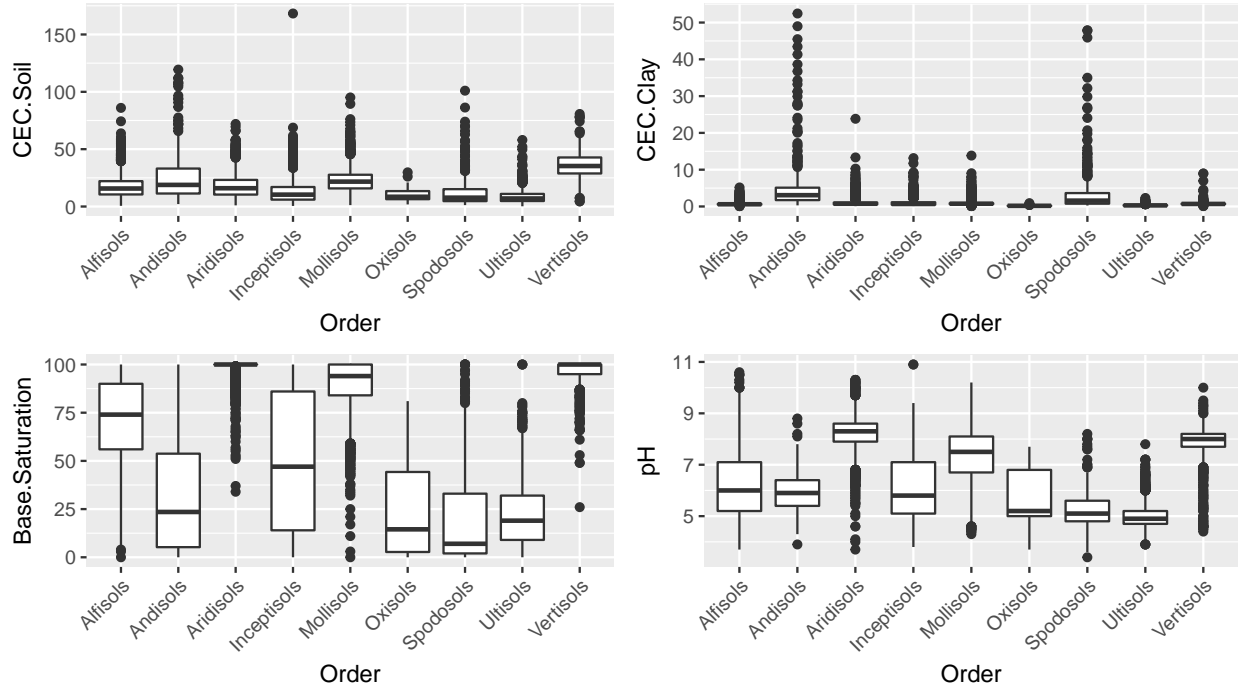 CEC.Soil
150
100
50
0
Alfisols
Andisols
Aridisols
Inceptisols
Mollisols
Oxisols
Spodosols
Ultisols
Vertisols
Order
CEC.Clay
50
40
30
20
10
0
Alfisols
Andisols
Aridisols
Inceptisols
Mollisols
Oxisols
Spodosols
Ultisols
Vertisols
Order
Base.Saturation
100
75
50
25
0
Alfisols
Andisols
Aridisols
Inceptisols
Mollisols
Oxisols
Spodosols
Ultisols
Vertisols
Order
pH
11
9
7
5
Alfisols
Andisols
Aridisols
Inceptisols
Mollisols
Oxisols
Spodosols
Ultisols
Vertisols
Order